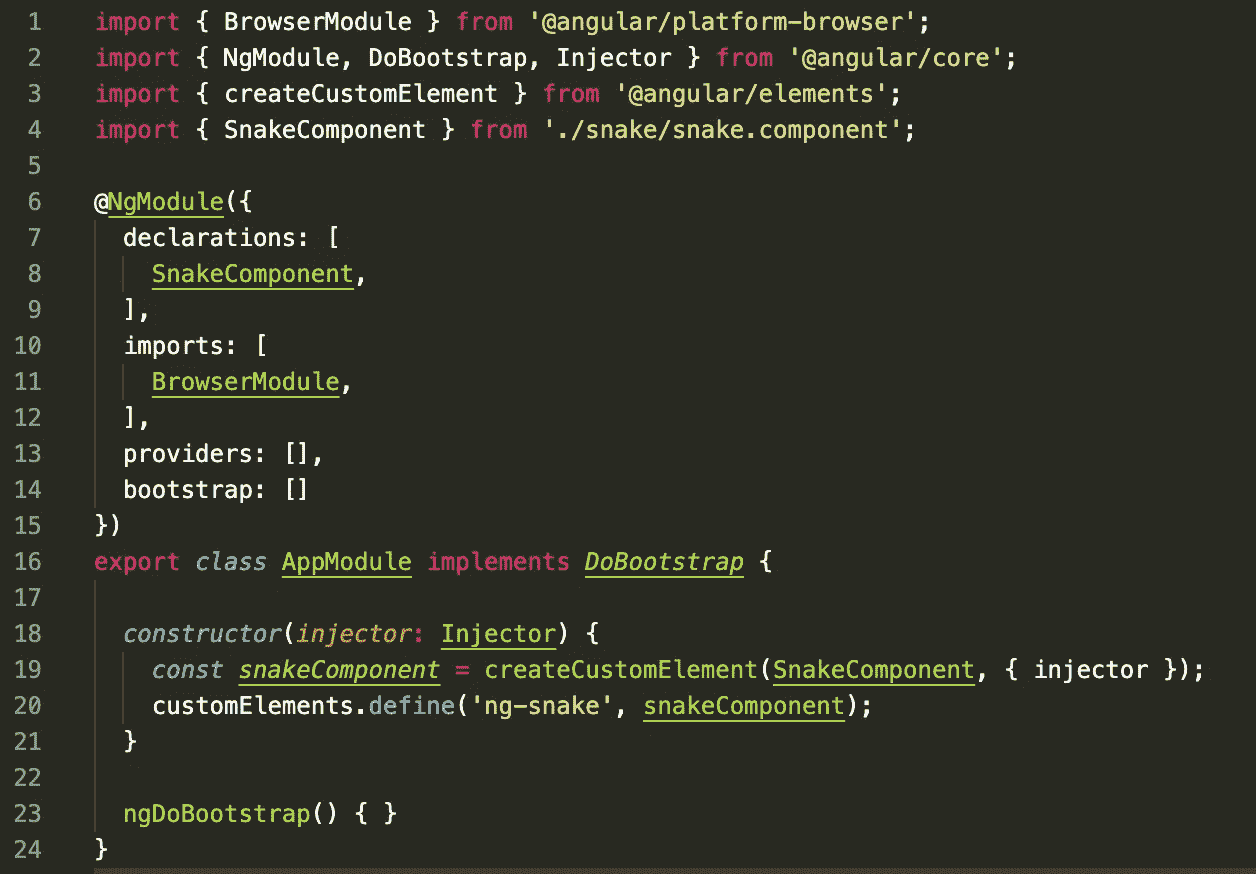 1 import { BrowserModule } from '@angular/platform-browser';
2 import { NgModule, DoBootstrap, Injector } from '@angular/core';
3 import { createCustomElement } from '@angular/elements';
4 import { SnakeComponent } from './snake/snake.component';
5
6 @NgModule({
7   declarations: [
8     SnakeComponent,
9   ],
10   imports: [
11     BrowserModule,
12   ],
13   providers: [],
14   bootstrap: []
15 })
16 export class AppModule implements DoBootstrap {
17
18   constructor(injector: Injector) {
19     const snakeComponent = createCustomElement(SnakeComponent, { injector });
20     customElements.define('ng-snake', snakeComponent);
21   }
22
23   ngDoBootstrap() { }
24 }